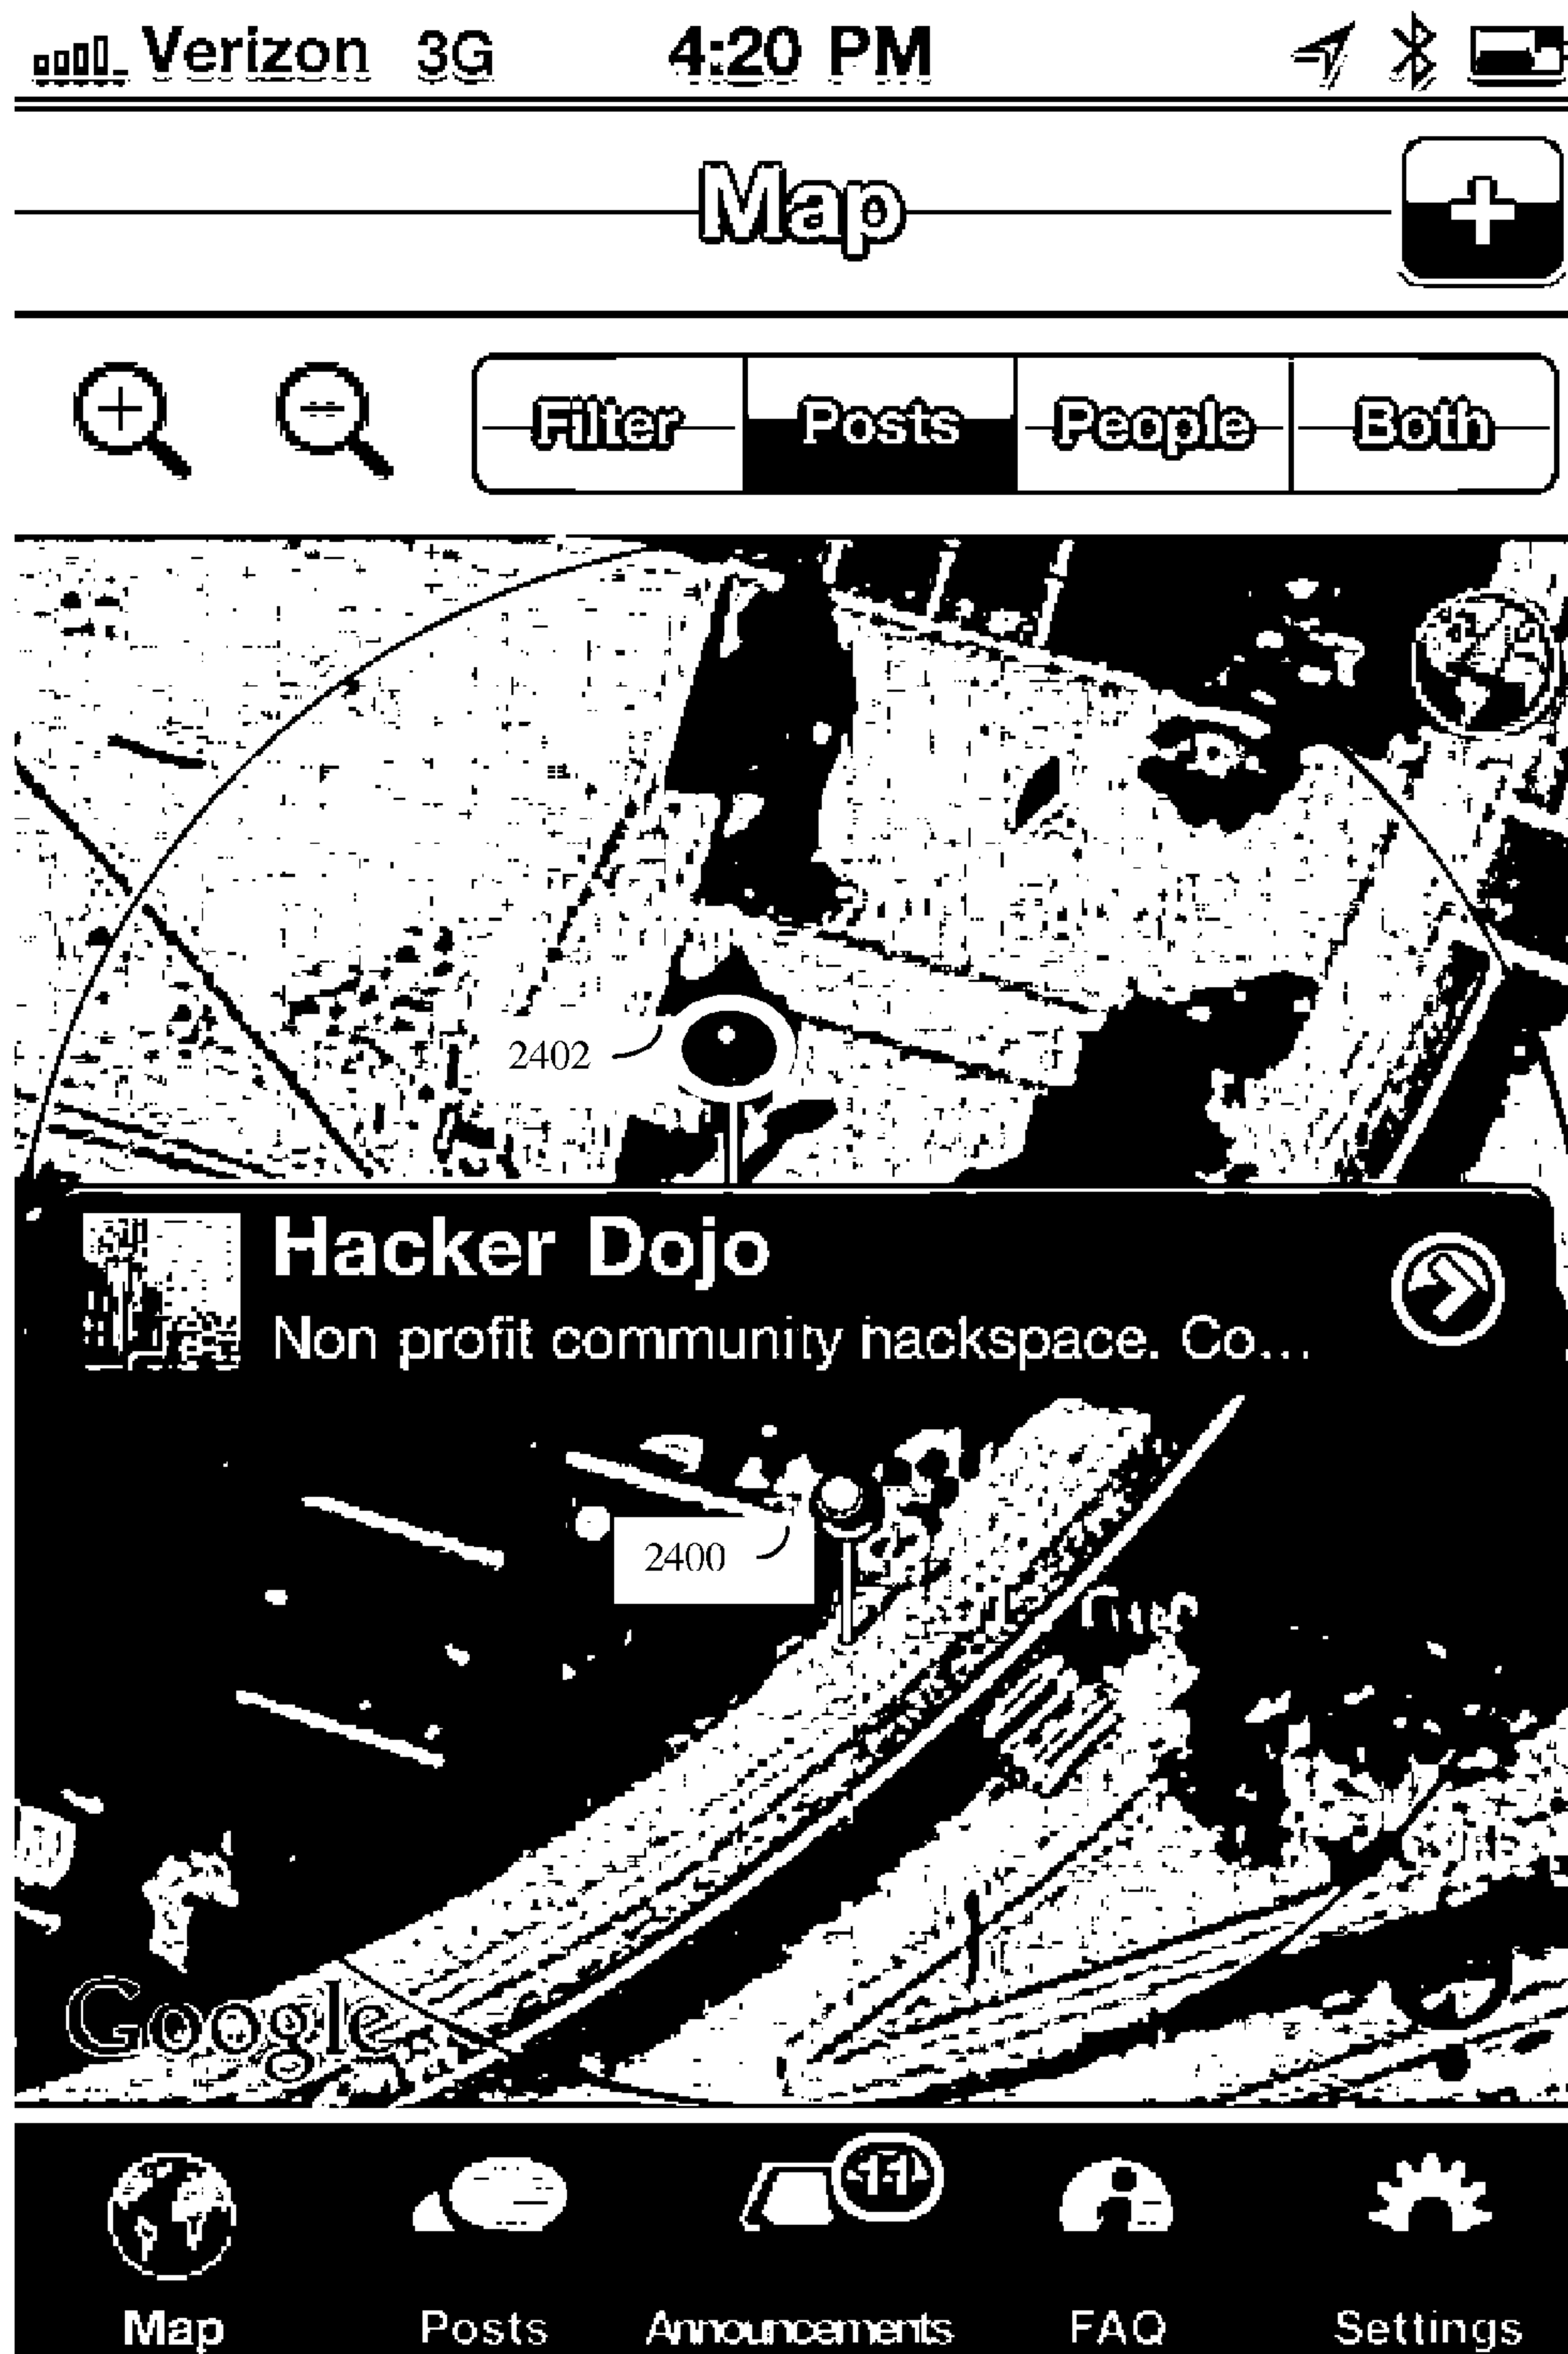 Verizon 3G 4:20 PM
Map
Filter Posts People Both
2402
Hacker Dojo
Non profit community hackspace. Co...
2400
Google
11
Map Posts Announcements FAQ Settings